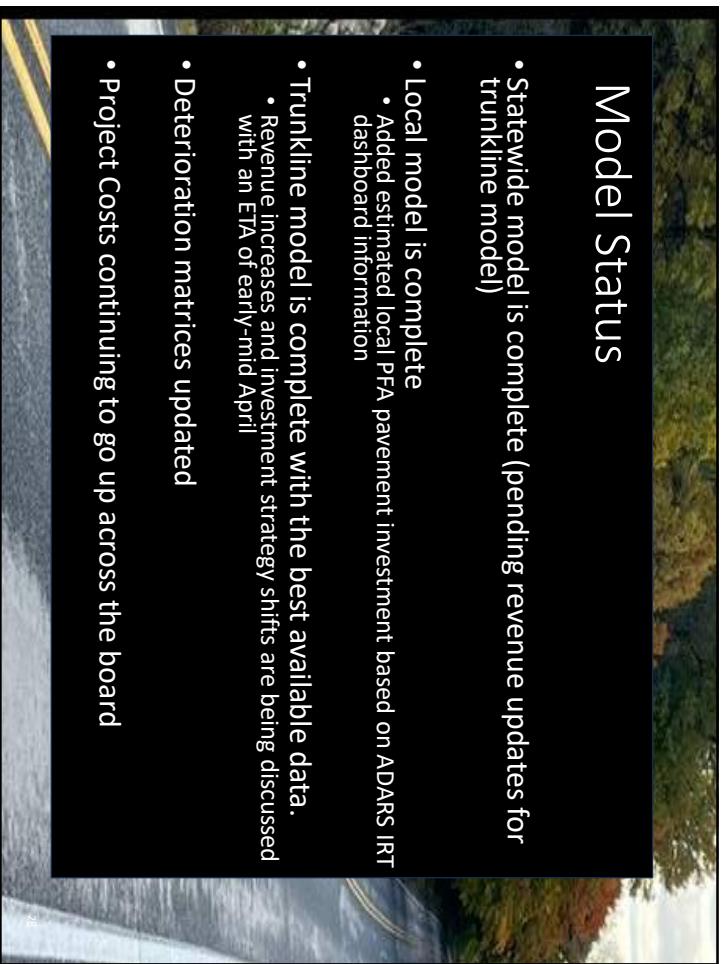 Model Status
• Statewide model is complete (pending revenue updates for
trunkline model)
• Local model is complete
• Added estimated local PFA pavement investment based on ADARS IRT
dashboard information
• Trunkline model is complete with the best available data.
• Revenue increases and investment strategy shifts are being discussed
with an ETA of early-mid April
• Deterioration matrices updated
• Project Costs continuing to go up across the board